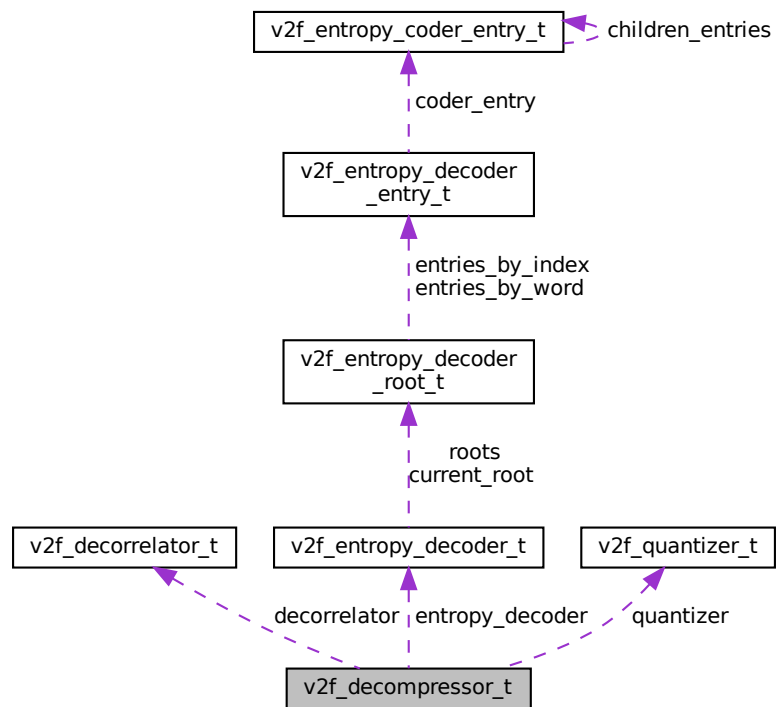 v2f_entropy_coder_entry_t
children_entries
coder_entry
v2f_entropy_decoder
_entry_t
entries_by_index
entries_by_word
v2f_entropy_decoder
_root_t
roots
current_root
v2f_decorrelator_t
v2f_entropy_decoder_t
v2f_quantizer_t
decorrelator
entropy_decoder
quantizer
v2f_decompressor_t